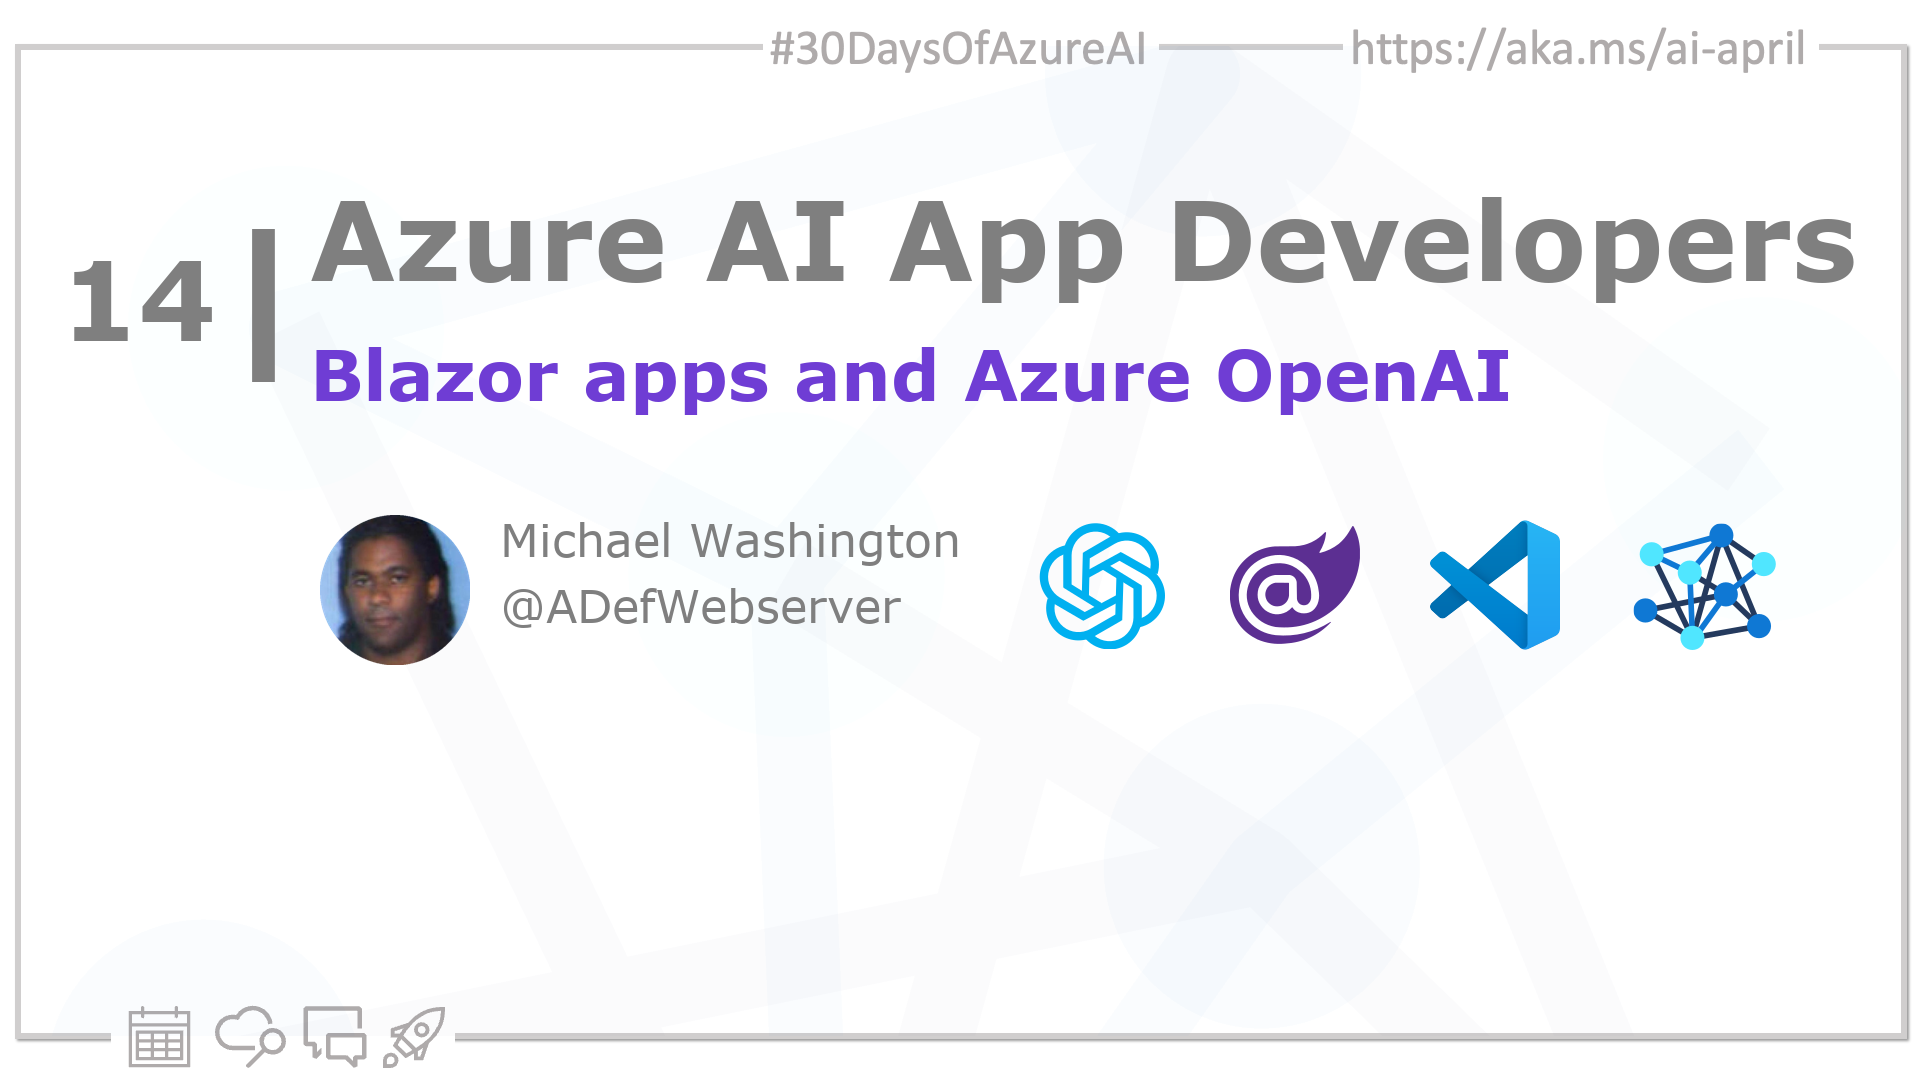 #30DaysOfAzureAI
https://aka.ms/ai-april
14
Azure AI App Developers
Blazor apps and Azure OpenAI
Michael Washington
@ADefWebserver